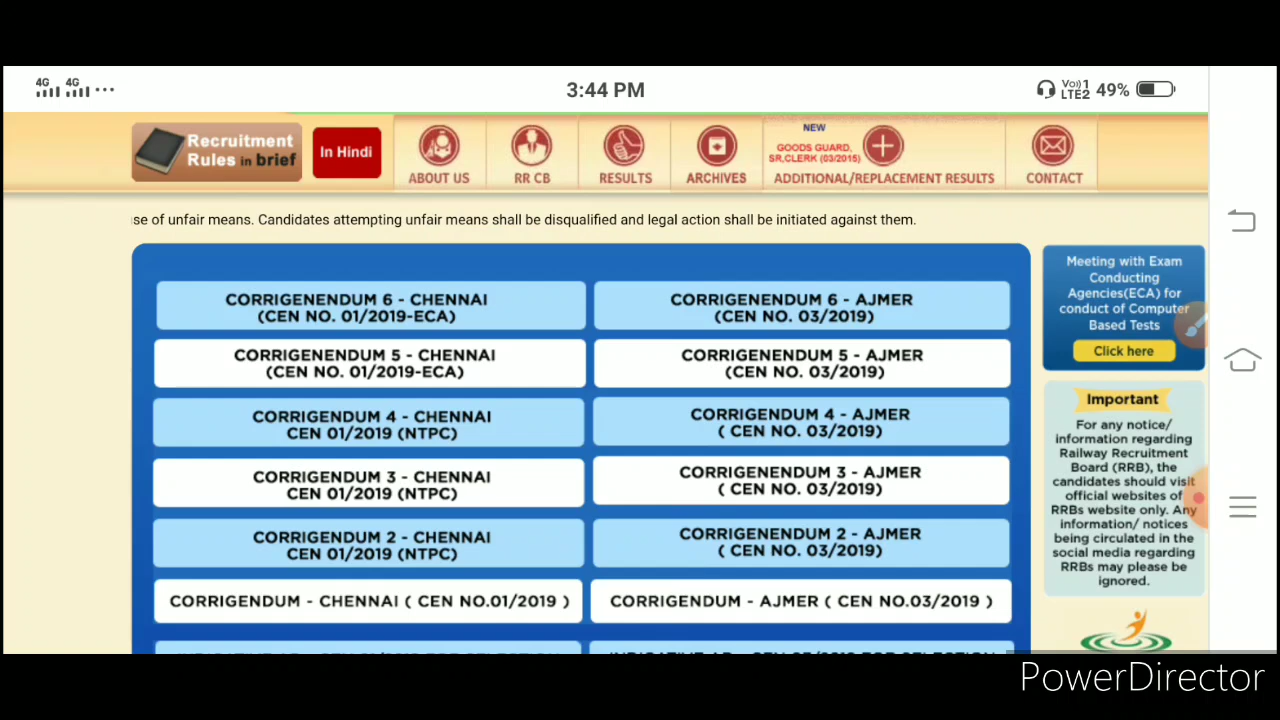 4G 4G
3:44 PM
Vo)) 1
LTE2 49%
Recruitment
Rules in brief
In Hindi
ABOUT US
RR CB
RESULTS
ARCHIVES
NEW
GOODS GUARD,
SR,CLERK (03/2015)
ADDITIONAL/REPLACEMENT RESULTS
CONTACT
se of unfair means. Candidates attempting unfair means shall be disqualified and legal action shall be initiated against them.
CORRIGENENDUM 6 - CHENNAI
(CEN NO. 01/2019-ECA)
CORRIGENENDUM 6 - AJMER
(CEN NO. 03/2019)
CORRIGENENDUM 5 - CHENNAI
(CEN NO. 01/2019-ECA)
CORRIGENENDUM 5 - AJMER
(CEN NO. 03/2019)
CORRIGENDUM 4 - CHENNAI
CEN 01/2019 (NTPC)
CORRIGENENDUM 4 - AJMER
( CEN NO. 03/2019)
CORRIGENDUM 3 - CHENNAI
CEN 01/2019 (NTPC)
CORRIGENENDUM 3 - AJMER
( CEN NO. 03/2019)
CORRIGENDUM 2 - CHENNAI
CEN 01/2019 (NTPC)
CORRIGENENDUM 2 - AJMER
( CEN NO. 03/2019)
CORRIGENDUM - CHENNAI ( CEN NO.01/2019 )
CORRIGENDUM - AJMER ( CEN NO.03/2019 )
Meeting with Exam
Conducting
Agencies(ECA) for
conduct of Computer
Based Tests
Click here
Important
For any notice/
information regarding
Railway Recruitment
Board (RRB), the
candidates should visit
official websites of
RRBs website only. Any
information/ notices
being circulated in the
social media regarding
RRBs may please be
ignored.
PowerDirector